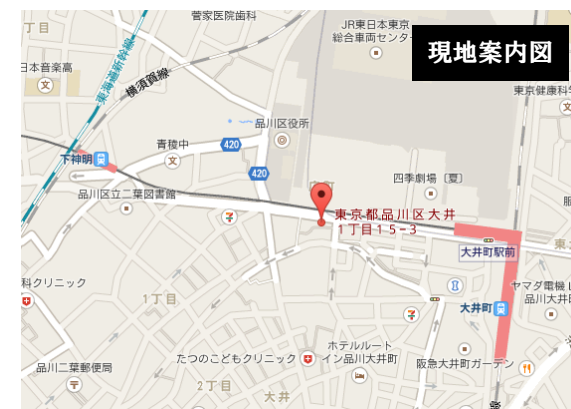 菅家医院歯科
丁目
JR東日本東京
総合車両センタ
現地案内図
日本音楽高
横須賀線
東京健康科学
品川区役所
420
青稜中
下神明
420
四季劇場〔夏〕
品川区立二葉図書館
東京都品川区大井
1丁目15-3
大井町駅前
科クリニック
1丁目
大井町
ヤマダ電機L
品川大井町
ホテルルート
イン品川大井町
たつのこどもクリニック
阪急大井町ガーデン
品川二葉郵便局
2丁目
大井